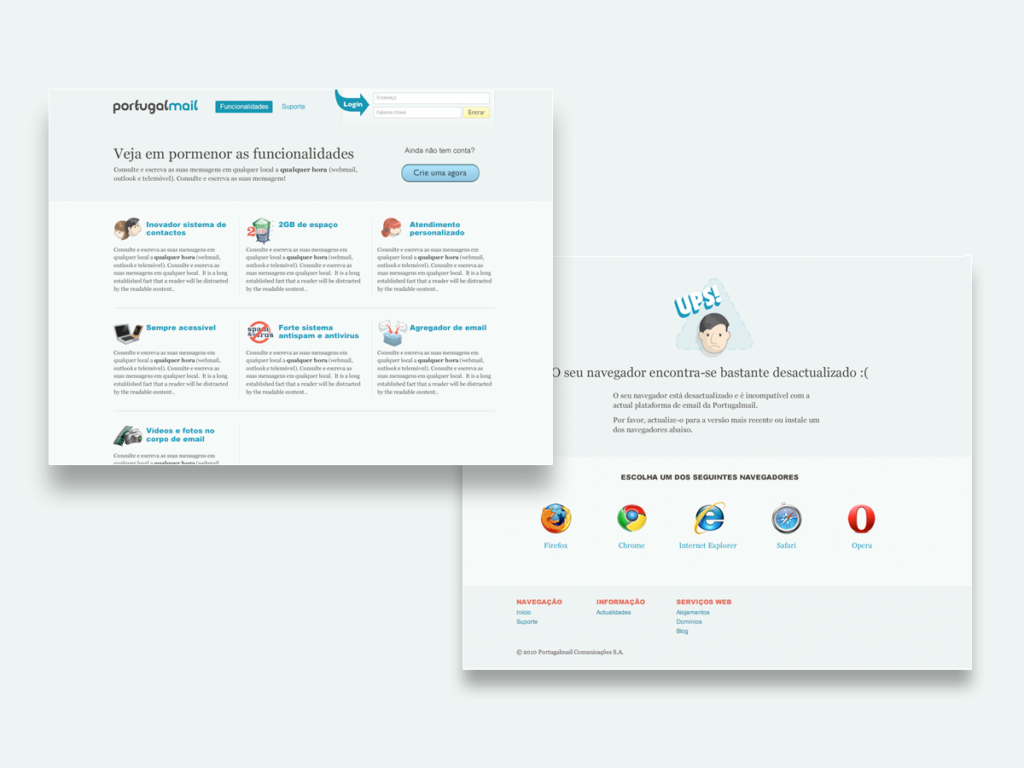 portugalmail
Funcionalidades
Suporte
Login
Endereço
Palavra-chave
Entrar
Veja em pormenor as funcionalidades
Consulte e escreva as suas mensagens em qualquer local a qualquer hora (webmail,
outlook e telemóvel). Consulte e escreva as suas mensagens!
Ainda não tem conta?
Crie uma agora
Inovador sistema de
contactos
Consulte e escreva as suas mensagens em
qualquer local a qualquer hora (webmail,
outlook e telemóvel). Consulte e escreva as
suas mensagens em qualquer local. It is a long
established fact that a reader will be distracted
by the readable content..
2GB de espaço
Consulte e escreva as suas mensagens em
qualquer local a qualquer hora (webmail,
outlook e telemóvel). Consulte e escreva as
suas mensagens em qualquer local. It is a long
established fact that a reader will be distracted
by the readable content..
Atendimento
personalizado
Consulte e escreva as suas mensagens em
qualquer local a qualquer hora (webmail,
outlook e telemóvel). Consulte e escreva as
suas mensagens em qualquer local. It is a long
established fact that a reader will be distracted
by the readable content..
Sempre acessível
Consulte e escreva as suas mensagens em
qualquer local a qualquer hora (webmail,
outlook e telemóvel). Consulte e escreva as
suas mensagens em qualquer local. It is a long
established fact that a reader will be distracted
by the readable content..
spam
virus
Forte sistema
antispam e antivirus
Consulte e escreva as suas mensagens em
qualquer local a qualquer hora (webmail,
outlook e telemóvel). Consulte e escreva as
suas mensagens em qualquer local. It is a long
established fact that a reader will be distracted
by the readable content..
Agregador de email
Consulte e escreva as suas mensagens em
qualquer local a qualquer hora (webmail,
outlook e telemóvel). Consulte e escreva as
suas mensagens em qualquer local. It is a long
established fact that a reader will be distracted
by the readable content..
Vídeos e fotos no
corpo de email
Consulte e escreva as suas mensagens em
qualquer local a qualquer hora (webmail,
UPS!
O seu navegador encontra-se bastante desactualizado :(
O seu navegador está desactualizado e é incompatível com a
actual plataforma de email da Portugalmail.
Por favor, actualize-o para a versão mais recente ou instale um
dos navegadores abaixo.
ESCOLHA UM DOS SEGUINTES NAVEGADORES
Firefox
Chrome
Internet Explorer
Safari
Opera
NAVEGAÇÃO
Início
Suporte
INFORMAÇÃO
Actualidades
SERVIÇOS WEB
Alojamentos
Domínios
Blog
© 2010 Portugalmail Comunicações S.A.